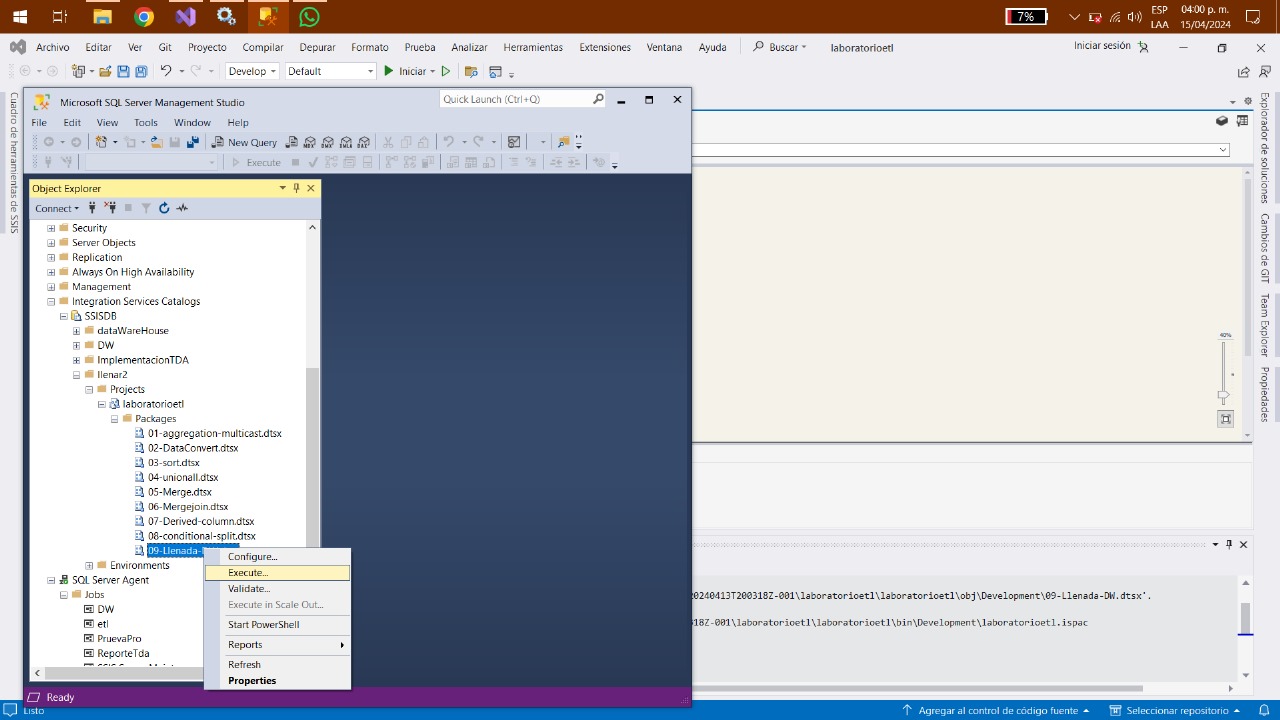 7%
ESP
LAA
04:00 p. m.
15/04/2024
Archivo Editar Ver Git Proyecto Compilar Depurar Formato Prueba Analizar Herramientas Extensiones Ventana Ayuda Buscar laboratorioetl Iniciar sesión
Develop Default Iniciar
Cuadro de herramientas de SSIS
Microsoft SQL Server Management Studio
Quick Launch (Ctrl+Q)
File Edit View Tools Window Help
New Query
Execute
Object Explorer
Connect
Security
Server Objects
Replication
Always On High Availability
Management
Integration Services Catalogs
SSISDB
dataWareHouse
DW
ImplementacionTDA
llenar2
Projects
laboratorioetl
Packages
01-aggregation-multicast.dtsx
02-DataConvert.dtsx
03-sort.dtsx
04-unionall.dtsx
05-Merge.dtsx
06-Mergejoin.dtsx
07-Derived-column.dtsx
08-conditional-split.dtsx
09-Llenada-
Environments
SQL Server Agent
Jobs
DW
etl
PruevaPro
ReporteTda
Configure...
Execute...
Validate...
Execute in Scale Out...
Start PowerShell
Reports
Refresh
Properties
Ready
40%
Explorador de soluciones
Cambios de GIT
Team Explorer
Propiedades
20240413T200318Z-001\laboratorioetl\laboratorioetl\obj\Development\09-Llenada-DW.dtsx'.
318Z-001\laboratorioetl\laboratorioetl\bin\Development\laboratorioetl.ispac
Listo
Agregar al control de código fuente
Seleccionar repositorio